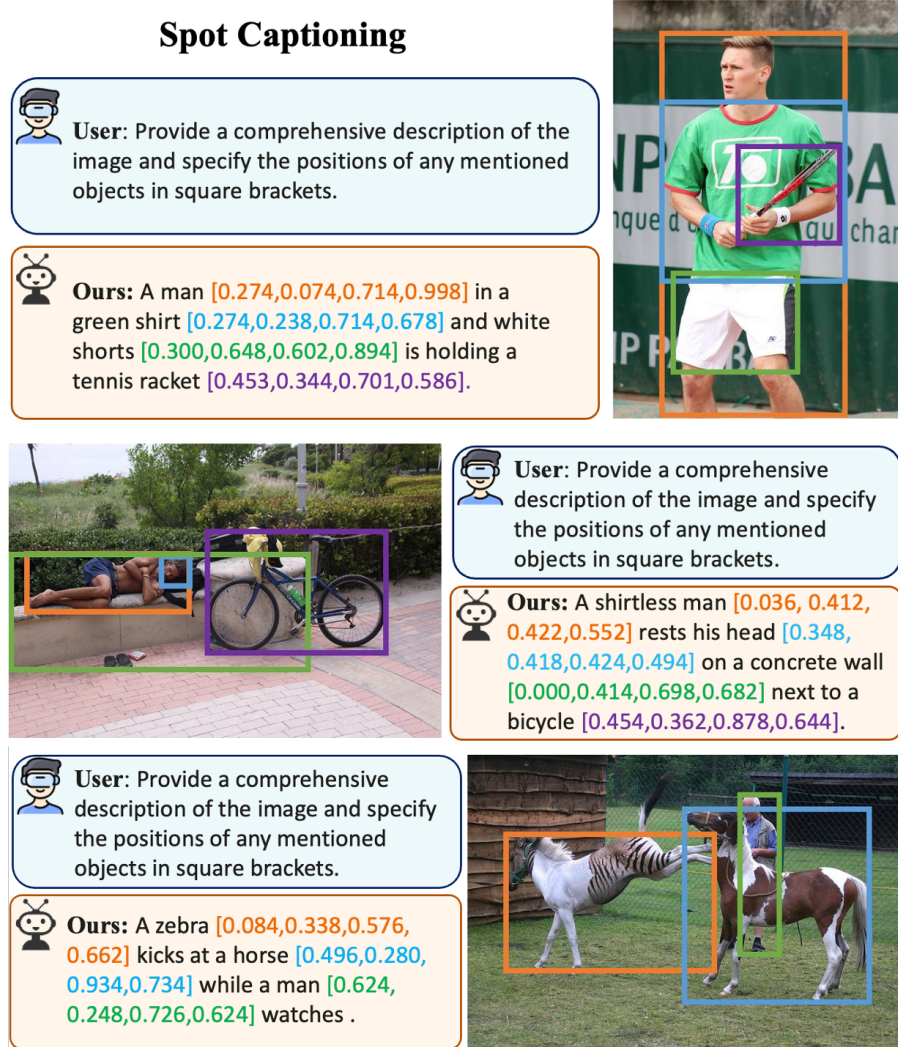 Spot Captioning
User: Provide a comprehensive description of the
image and specify the positions of any mentioned
objects in square brackets.
Ours: A man [0.274,0.074,0.714,0.998] in a
green shirt [0.274,0.238,0.714,0.678] and white
shorts [0.300,0.648,0.602,0.894] is holding a
tennis racket [0.453,0.344,0.701,0.586].
NP
BA
nque d
qui chan
NP PA
User: Provide a comprehensive
description of the image and specify
the positions of any mentioned
objects in square brackets.
Ours: A shirtless man [0.036, 0.412,
0.422,0.552] rests his head [0.348,
0.418,0.424,0.494] on a concrete wall
[0.000,0.414,0.698,0.682] next to a
bicycle [0.454,0.362,0.878,0.644].
User: Provide a comprehensive
description of the image and specify
the positions of any mentioned
objects in square brackets.
Ours: A zebra [0.084,0.338,0.576,
0.662] kicks at a horse [0.496,0.280,
0.934,0.734] while a man [0.624,
0.248,0.726,0.624] watches .